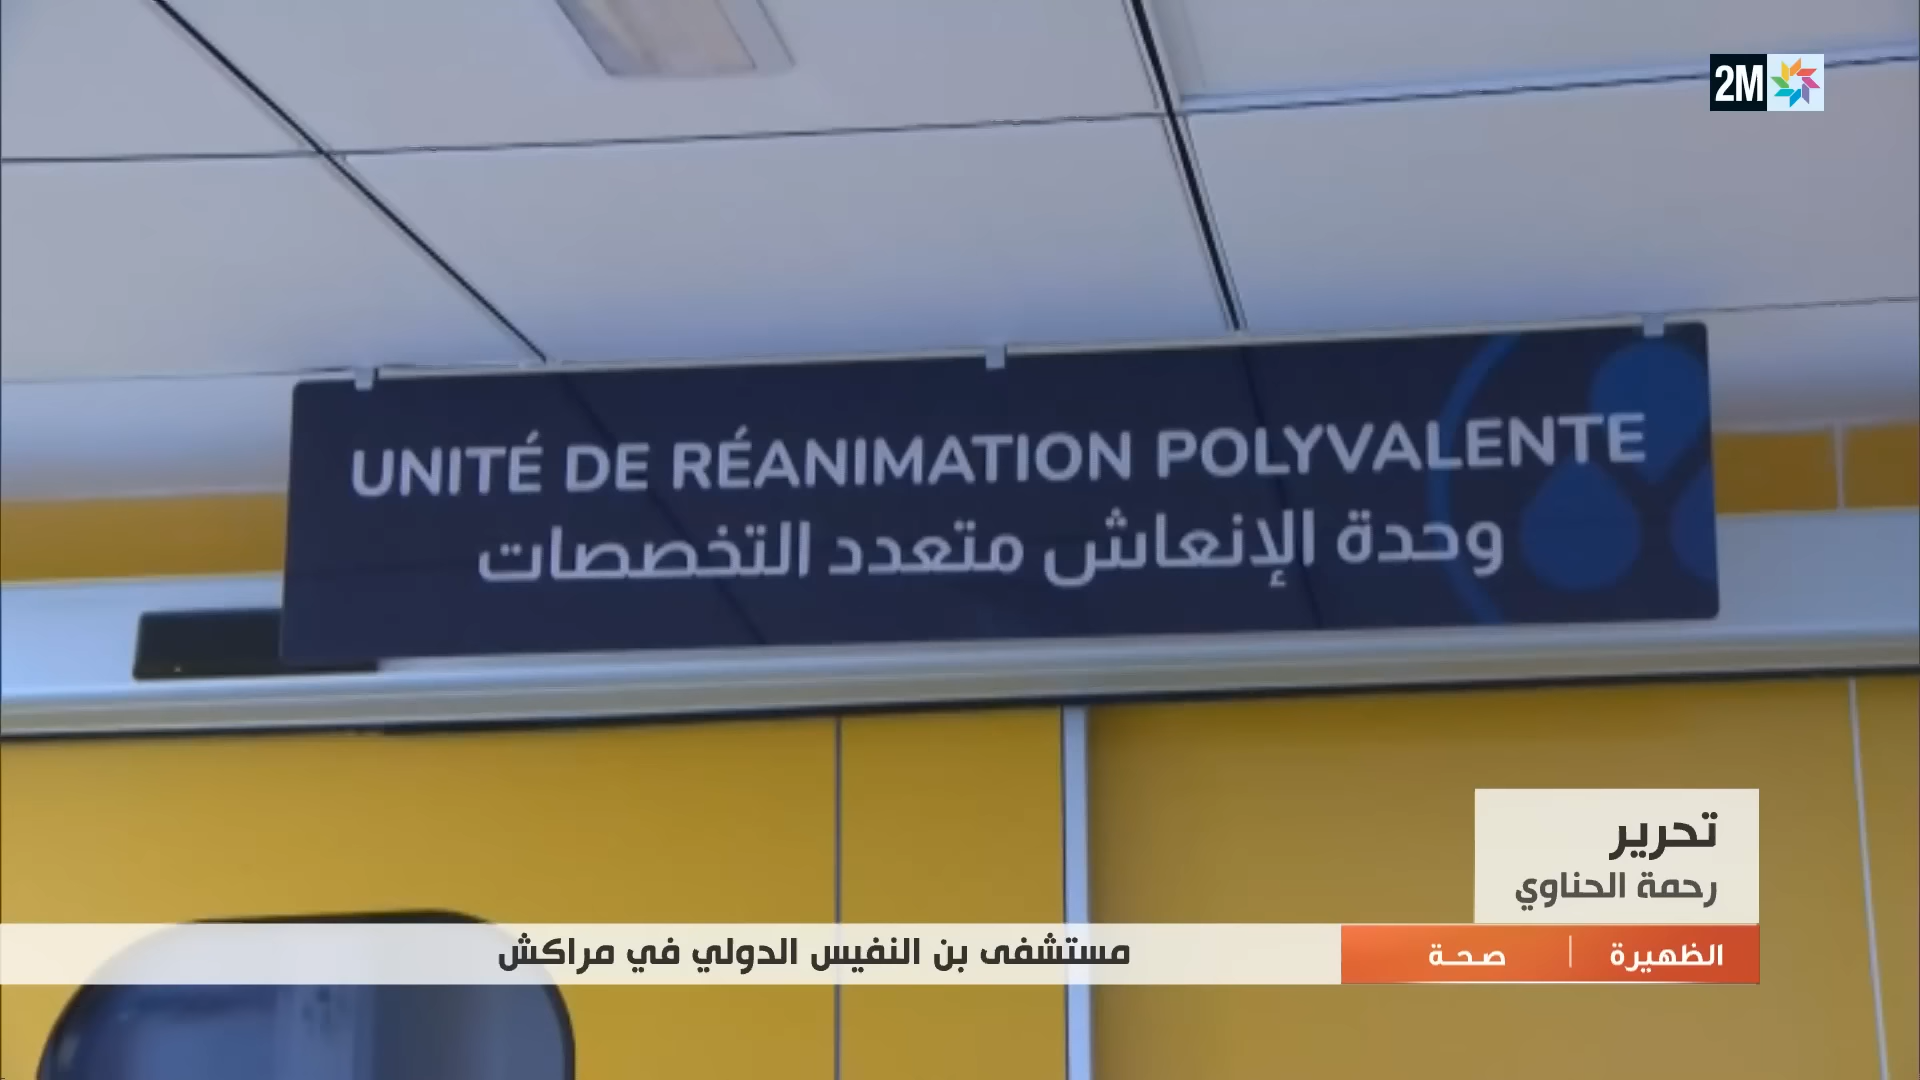 2M
UNITÉ DE RÉANIMATION POLYVALENTE
وحدة الإنعاش متعدد التخصصات
تحرير
رحمة الحناوي
الظهيرة | صحة
مستشفى بن النفيس الدولي في مراكش